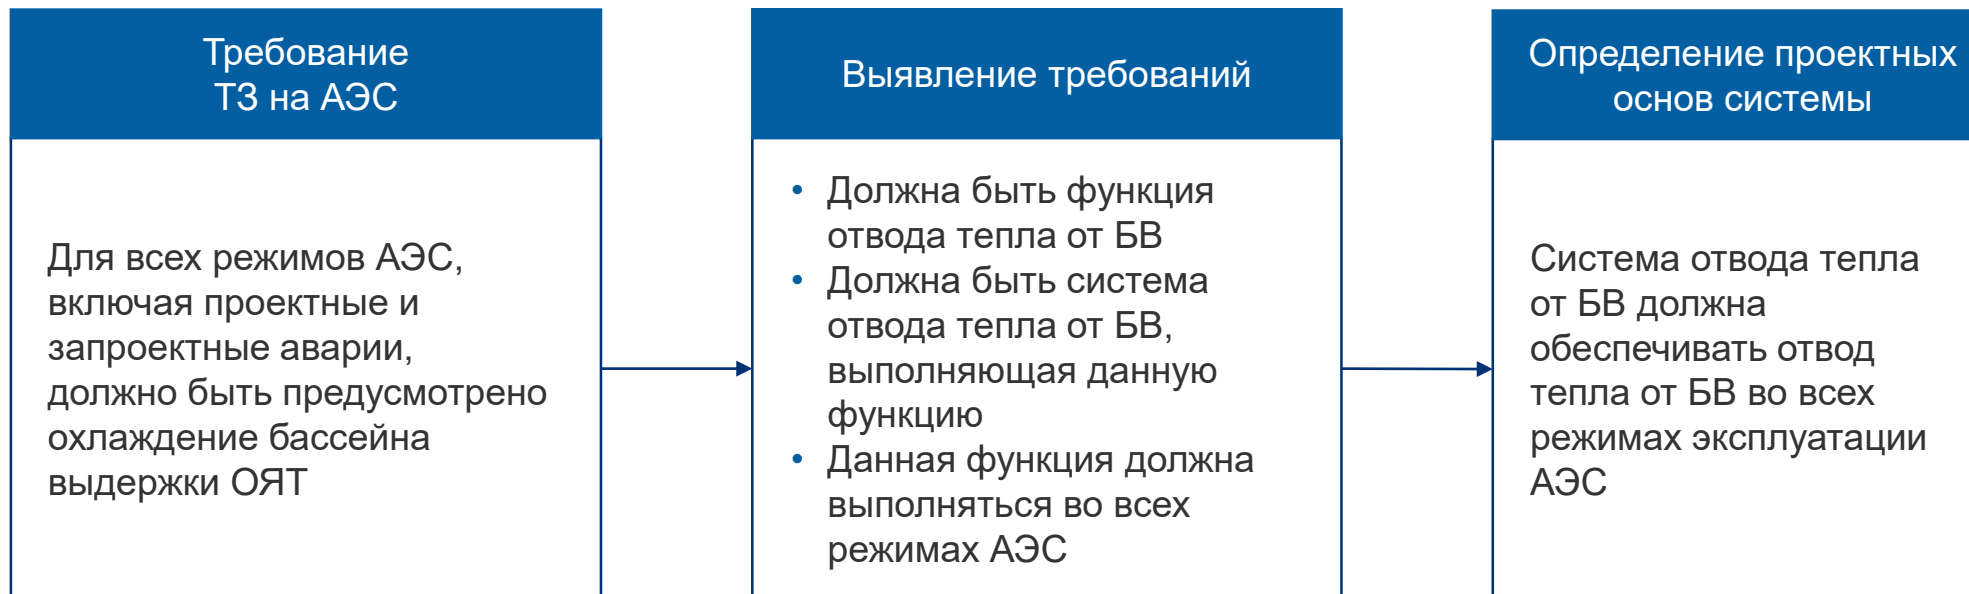 Требование
ТЗ на АЭС
Для всех режимов АЭС,
включая проектные и
запроектные аварии,
должно быть предусмотрено
охлаждение бассейна
выдержки ОЯТ
Выявление требований
• Должна быть функция
отвода тепла от БВ
• Должна быть система
отвода тепла от БВ,
выполняющая данную
функцию
• Данная функция должна
выполняться во всех
режимах АЭС
Определение проектных
основ системы
Система отвода тепла
от БВ должна
обеспечивать отвод
тепла от БВ во всех
режимах эксплуатации
АЭС